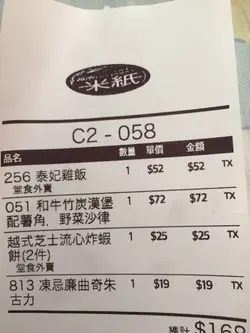 米紙
C2 - 058
品名 數量 單價 金額
256 泰妃雞飯 1 $52 $52 TX
堂食外賣
051 和牛竹炭漢堡 1 $72 $72 TX
配薯角，野菜沙律
越式芝士流心炸蝦 1 $25 $25 TX
餅(2件)
堂食外賣
813 凍忌廉曲奇朱 1 $19 $19 TX
古力